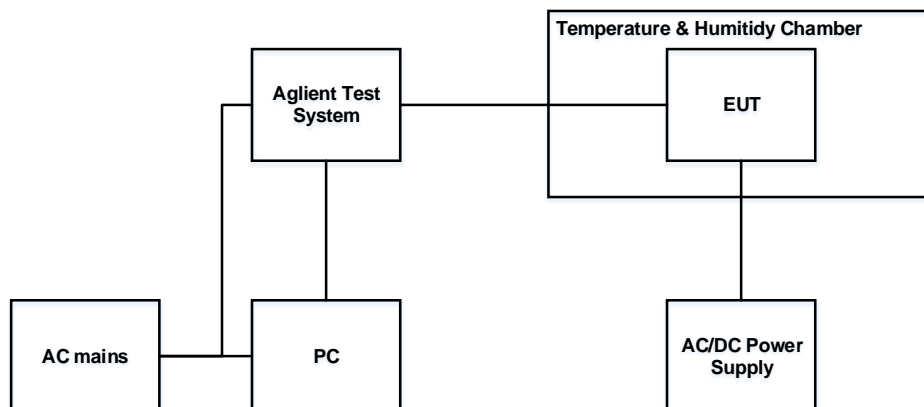 Temperature & Humitidy Chamber
Aglient Test
System
EUT
AC mains
PC
AC/DC Power
Supply